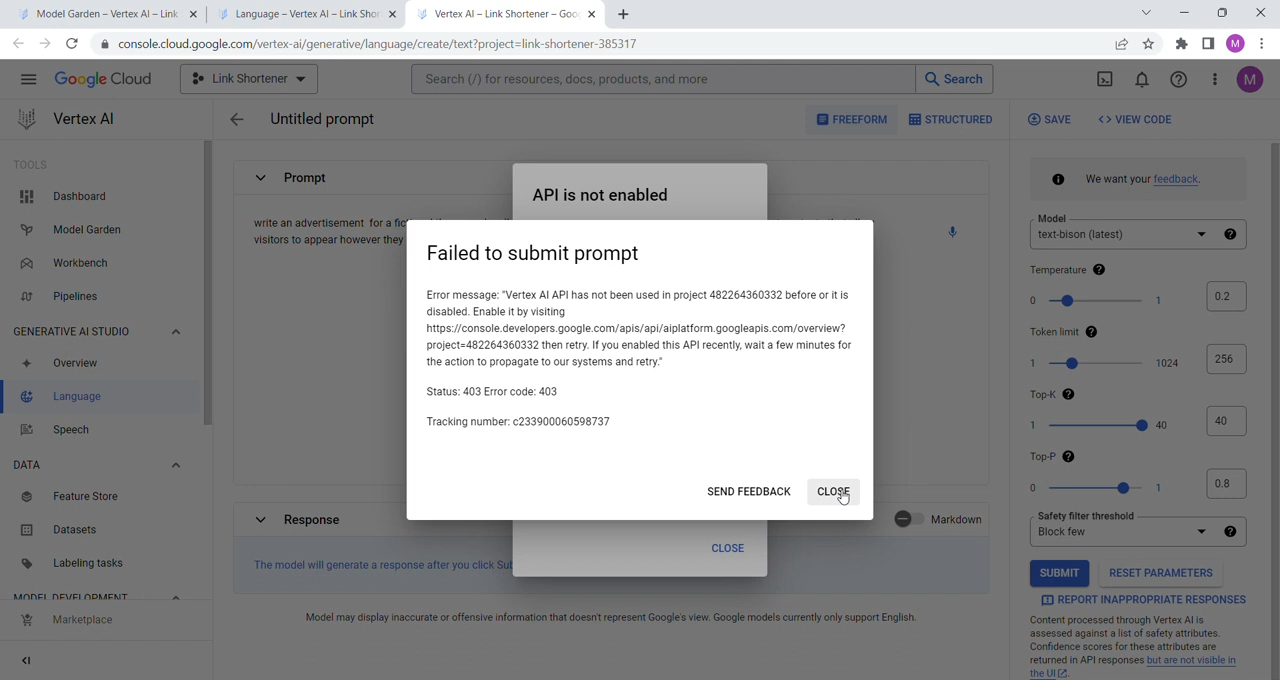 Model Garden – Vertex AI – Link
Language – Vertex AI – Link Shor
Vertex AI – Link Shortener – Goo
console.cloud.google.com/vertex-ai/generative/language/create/text?project=link-shortener-385317
M
Google Cloud
Link Shortener
Search (/) for resources, docs, products, and more
Search
M
Vertex AI
Untitled prompt
FREEFORM
STRUCTURED
SAVE
<> VIEW CODE
TOOLS
Dashboard
Model Garden
Workbench
Pipelines
GENERATIVE AI STUDIO
Overview
Language
Speech
DATA
Feature Store
Datasets
Labeling tasks
MODEL DEVELOPMENT
Marketplace
Prompt
write an advertisement for a fic
visitors to appear however they
API is not enabled
Failed to submit prompt
Error message: "Vertex AI API has not been used in project 482264360332 before or it is
disabled. Enable it by visiting
https://console.developers.google.com/apis/api/aiplatform.googleapis.com/overview?
project=482264360332 then retry. If you enabled this API recently, wait a few minutes for
the action to propagate to our systems and retry."
Status: 403 Error code: 403
Tracking number: c233900060598737
SEND FEEDBACK
CLOSE
CLOSE
Response
Markdown
The model will generate a response after you click Sub
Model may display inaccurate or offensive information that doesn't represent Google's view. Google models currently only support English.
We want your feedback.
Model
text-bison (latest)
Temperature
0
1
0.2
Token limit
1
1024
256
Top-K
1
40
40
Top-P
0
1
0.8
Safety filter threshold
Block few
SUBMIT
RESET PARAMETERS
REPORT INAPPROPRIATE RESPONSES
Content processed through Vertex AI is
assessed against a list of safety attributes.
Confidence scores for these attributes are
returned in API responses but are not visible in
the UI